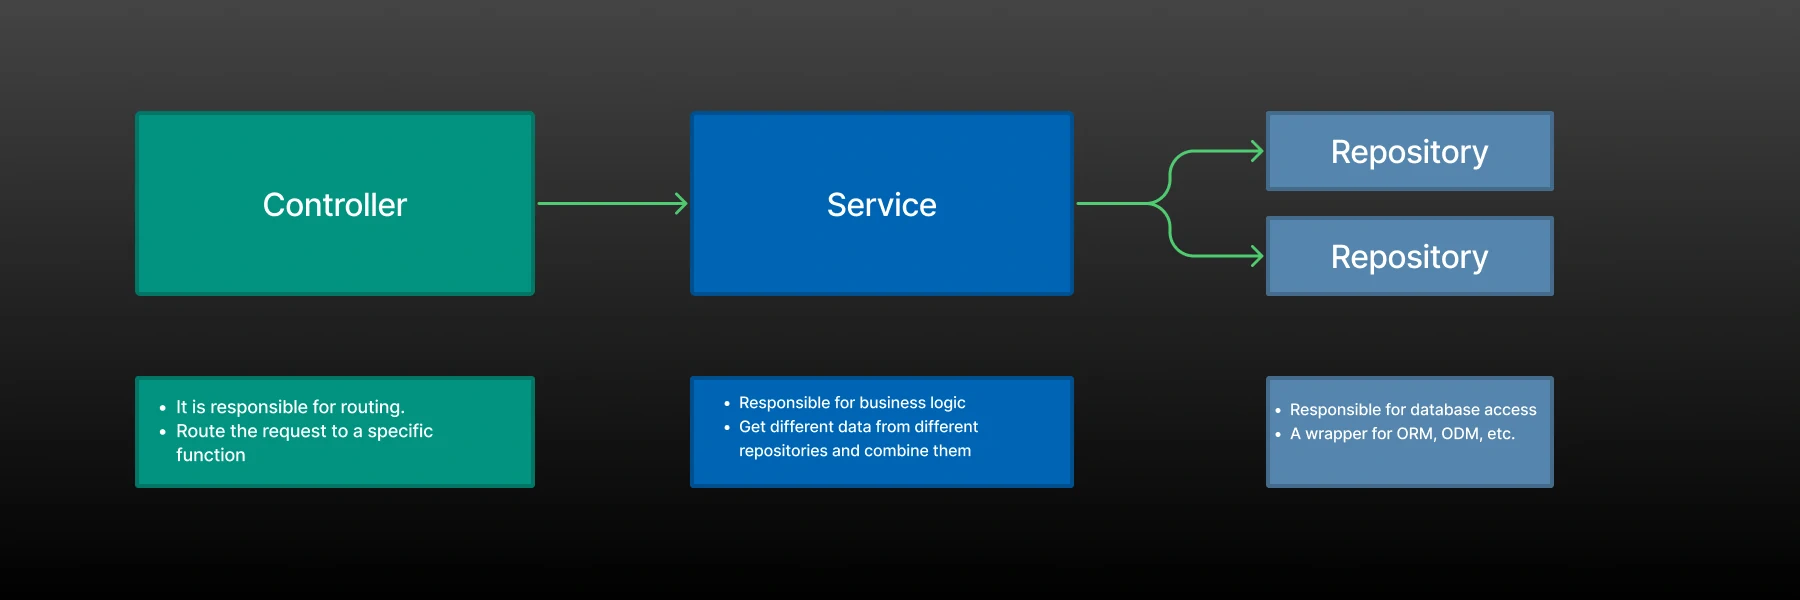 Controller
Service
Repository
Repository
• It is responsible for routing.
• Route the request to a specific
function
• Responsible for business logic
• Get different data from different
repositories and combine them
• Responsible for database access
• A wrapper for ORM, ODM, etc.